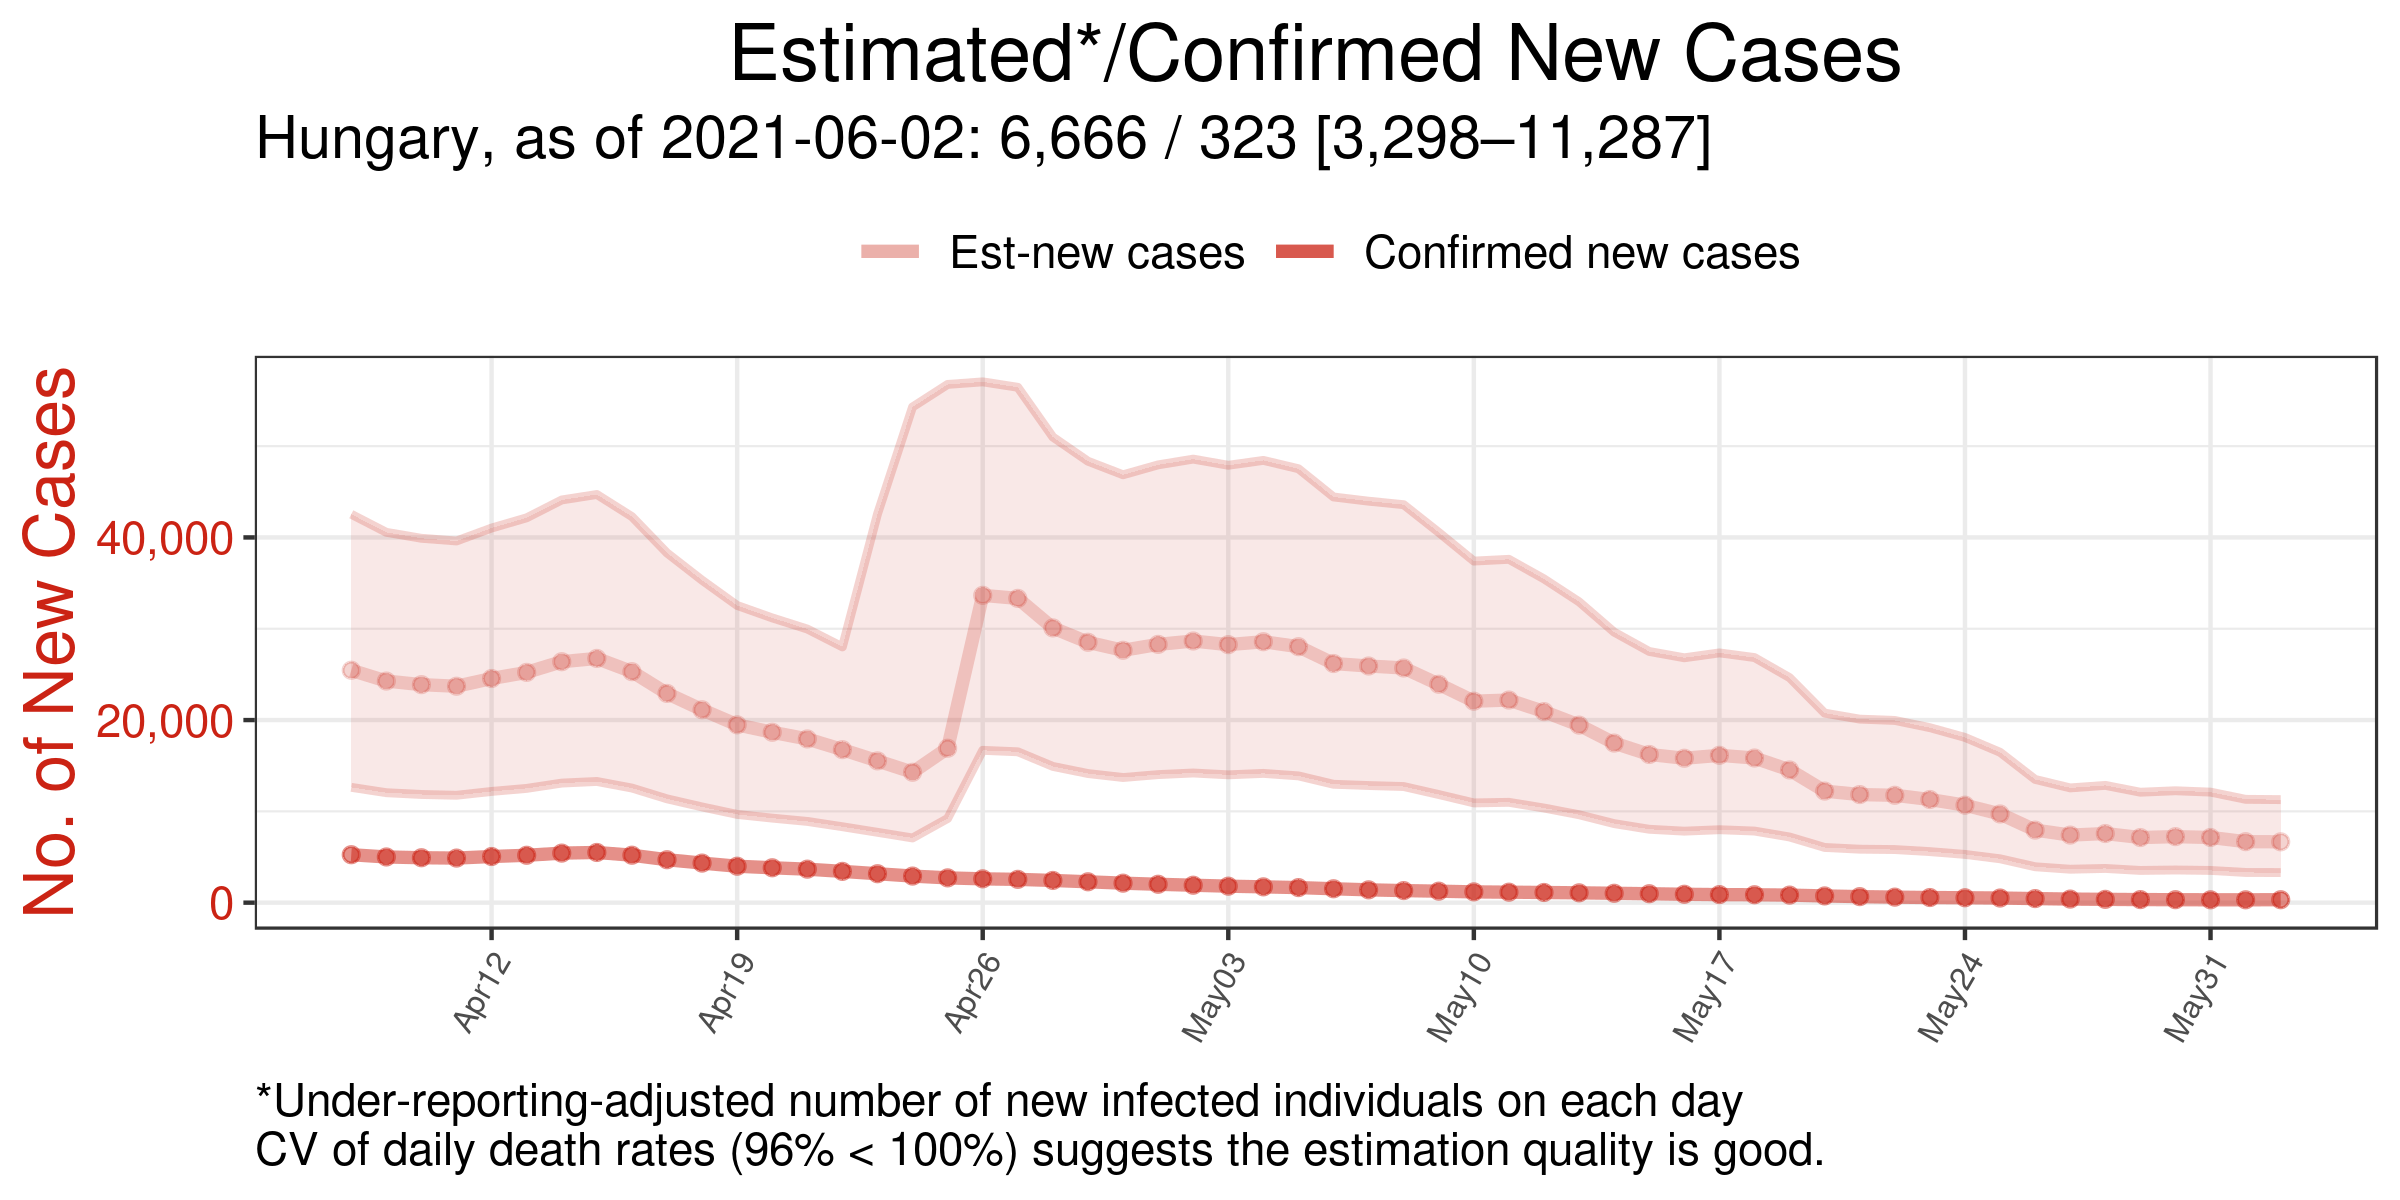 Estimated*/Confirmed New Cases
Hungary, as of 2021-06-02: 6,666 / 323 [3,298–11,287]
Est-new cases
Confirmed new cases
No. of New Cases
40,000
20,000
0
Apr12
Apr19
Apr26
May03
May10
May17
May24
May31
*Under-reporting-adjusted number of new infected individuals on each day
CV of daily death rates (96% < 100%) suggests the estimation quality is good.